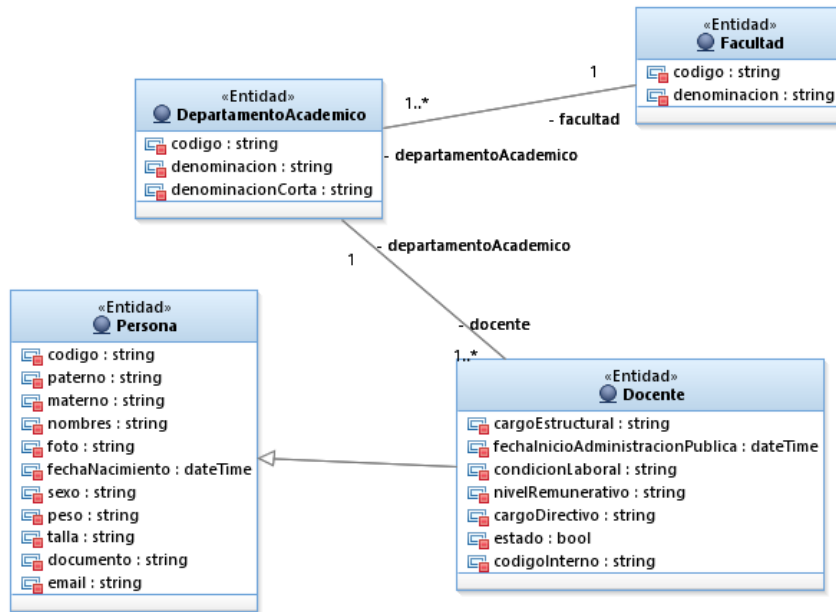 «Entidad»
Facultad
codigo : string
denominacion : string
1
- facultad
1..*
- departamentoAcademico
«Entidad»
DepartamentoAcademico
codigo : string
denominacion : string
denominacionCorta : string
- departamentoAcademico
1
- docente
1..*
«Entidad»
Persona
codigo : string
paterno : string
materno : string
nombres : string
foto : string
fechaNacimiento : dateTime
sexo : string
peso : string
talla : string
documento : string
email : string
«Entidad»
Docente
cargoEstructural : string
fechaInicioAdministracionPublica : dateTime
condicionLaboral : string
nivelRemunerativo : string
cargoDirectivo : string
estado : bool
codigoInterno : string